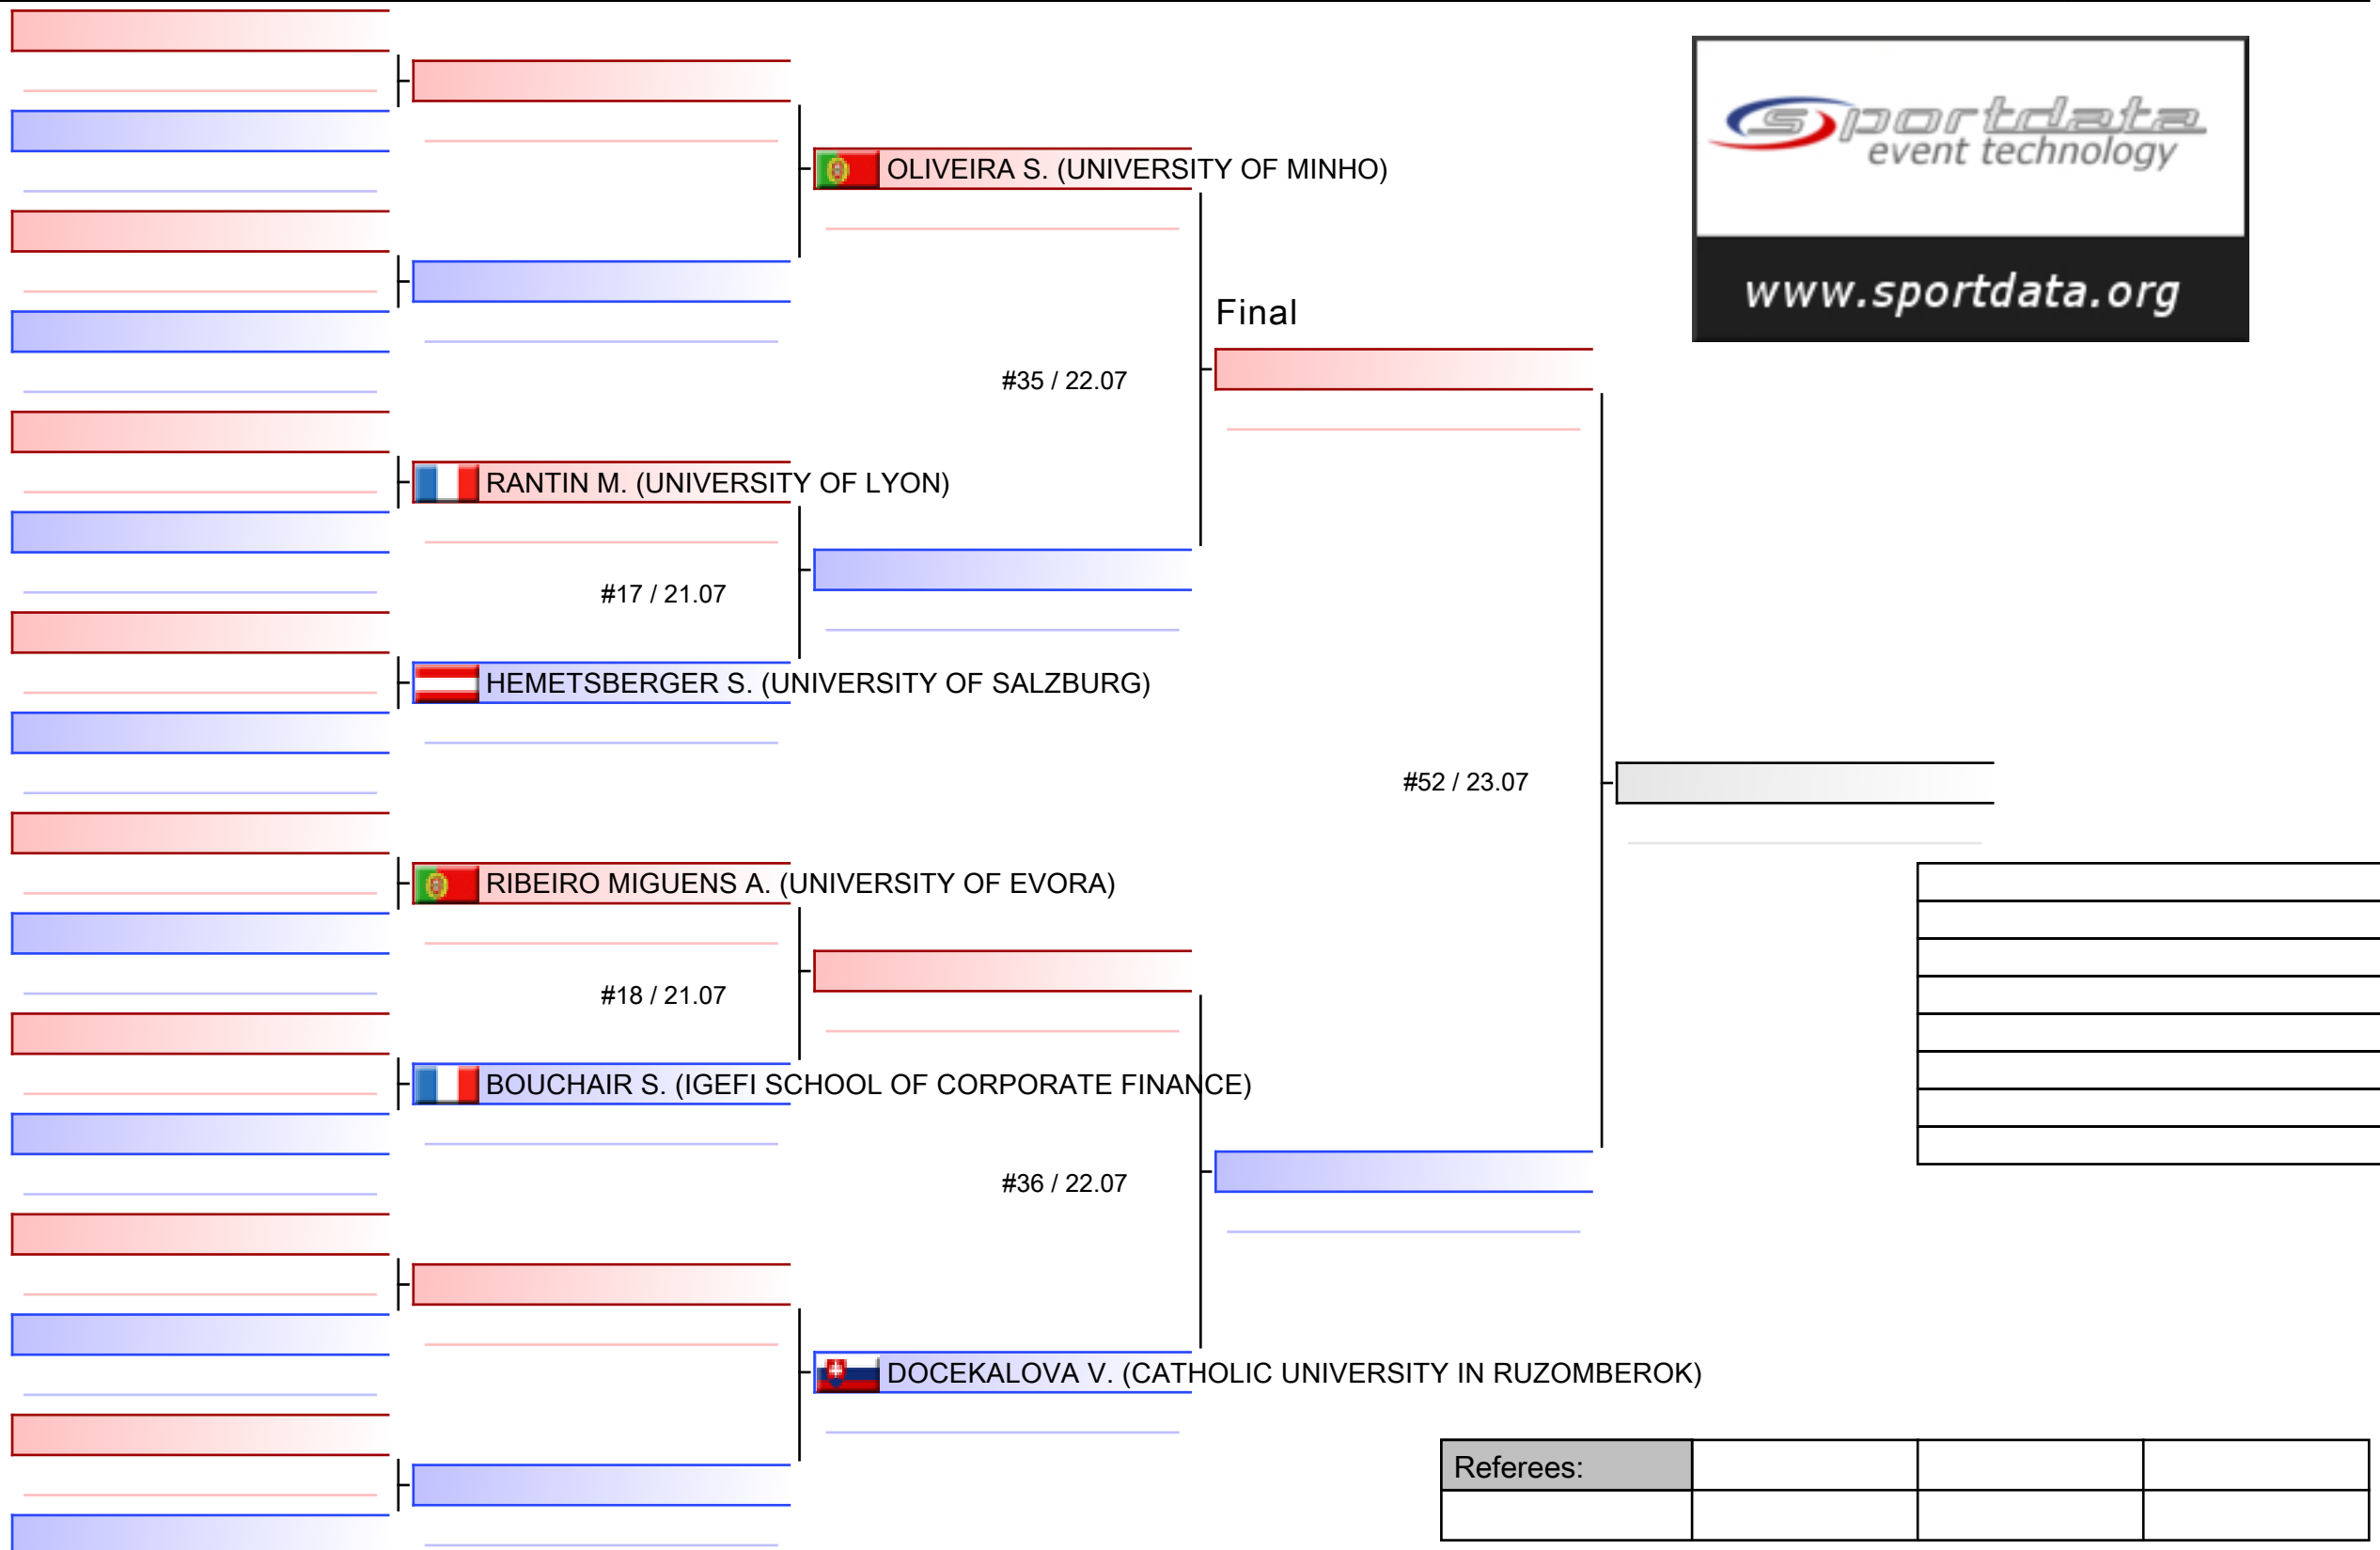 sportdata
event technology
www.sportdata.org
OLIVEIRA S. (UNIVERSITY OF MINHO)
Final
#35 / 22.07
RANTIN M. (UNIVERSITY OF LYON)
#17 / 21.07
HEMETSBERGER S. (UNIVERSITY OF SALZBURG)
#52 / 23.07
RIBEIRO MIGUENS A. (UNIVERSITY OF EVORA)
#18 / 21.07
BOUCHAIR S. (IGEFI SCHOOL OF CORPORATE FINANCE)
#36 / 22.07
DOCEKALOVA V. (CATHOLIC UNIVERSITY IN RUZOMBEROK)
Referees: